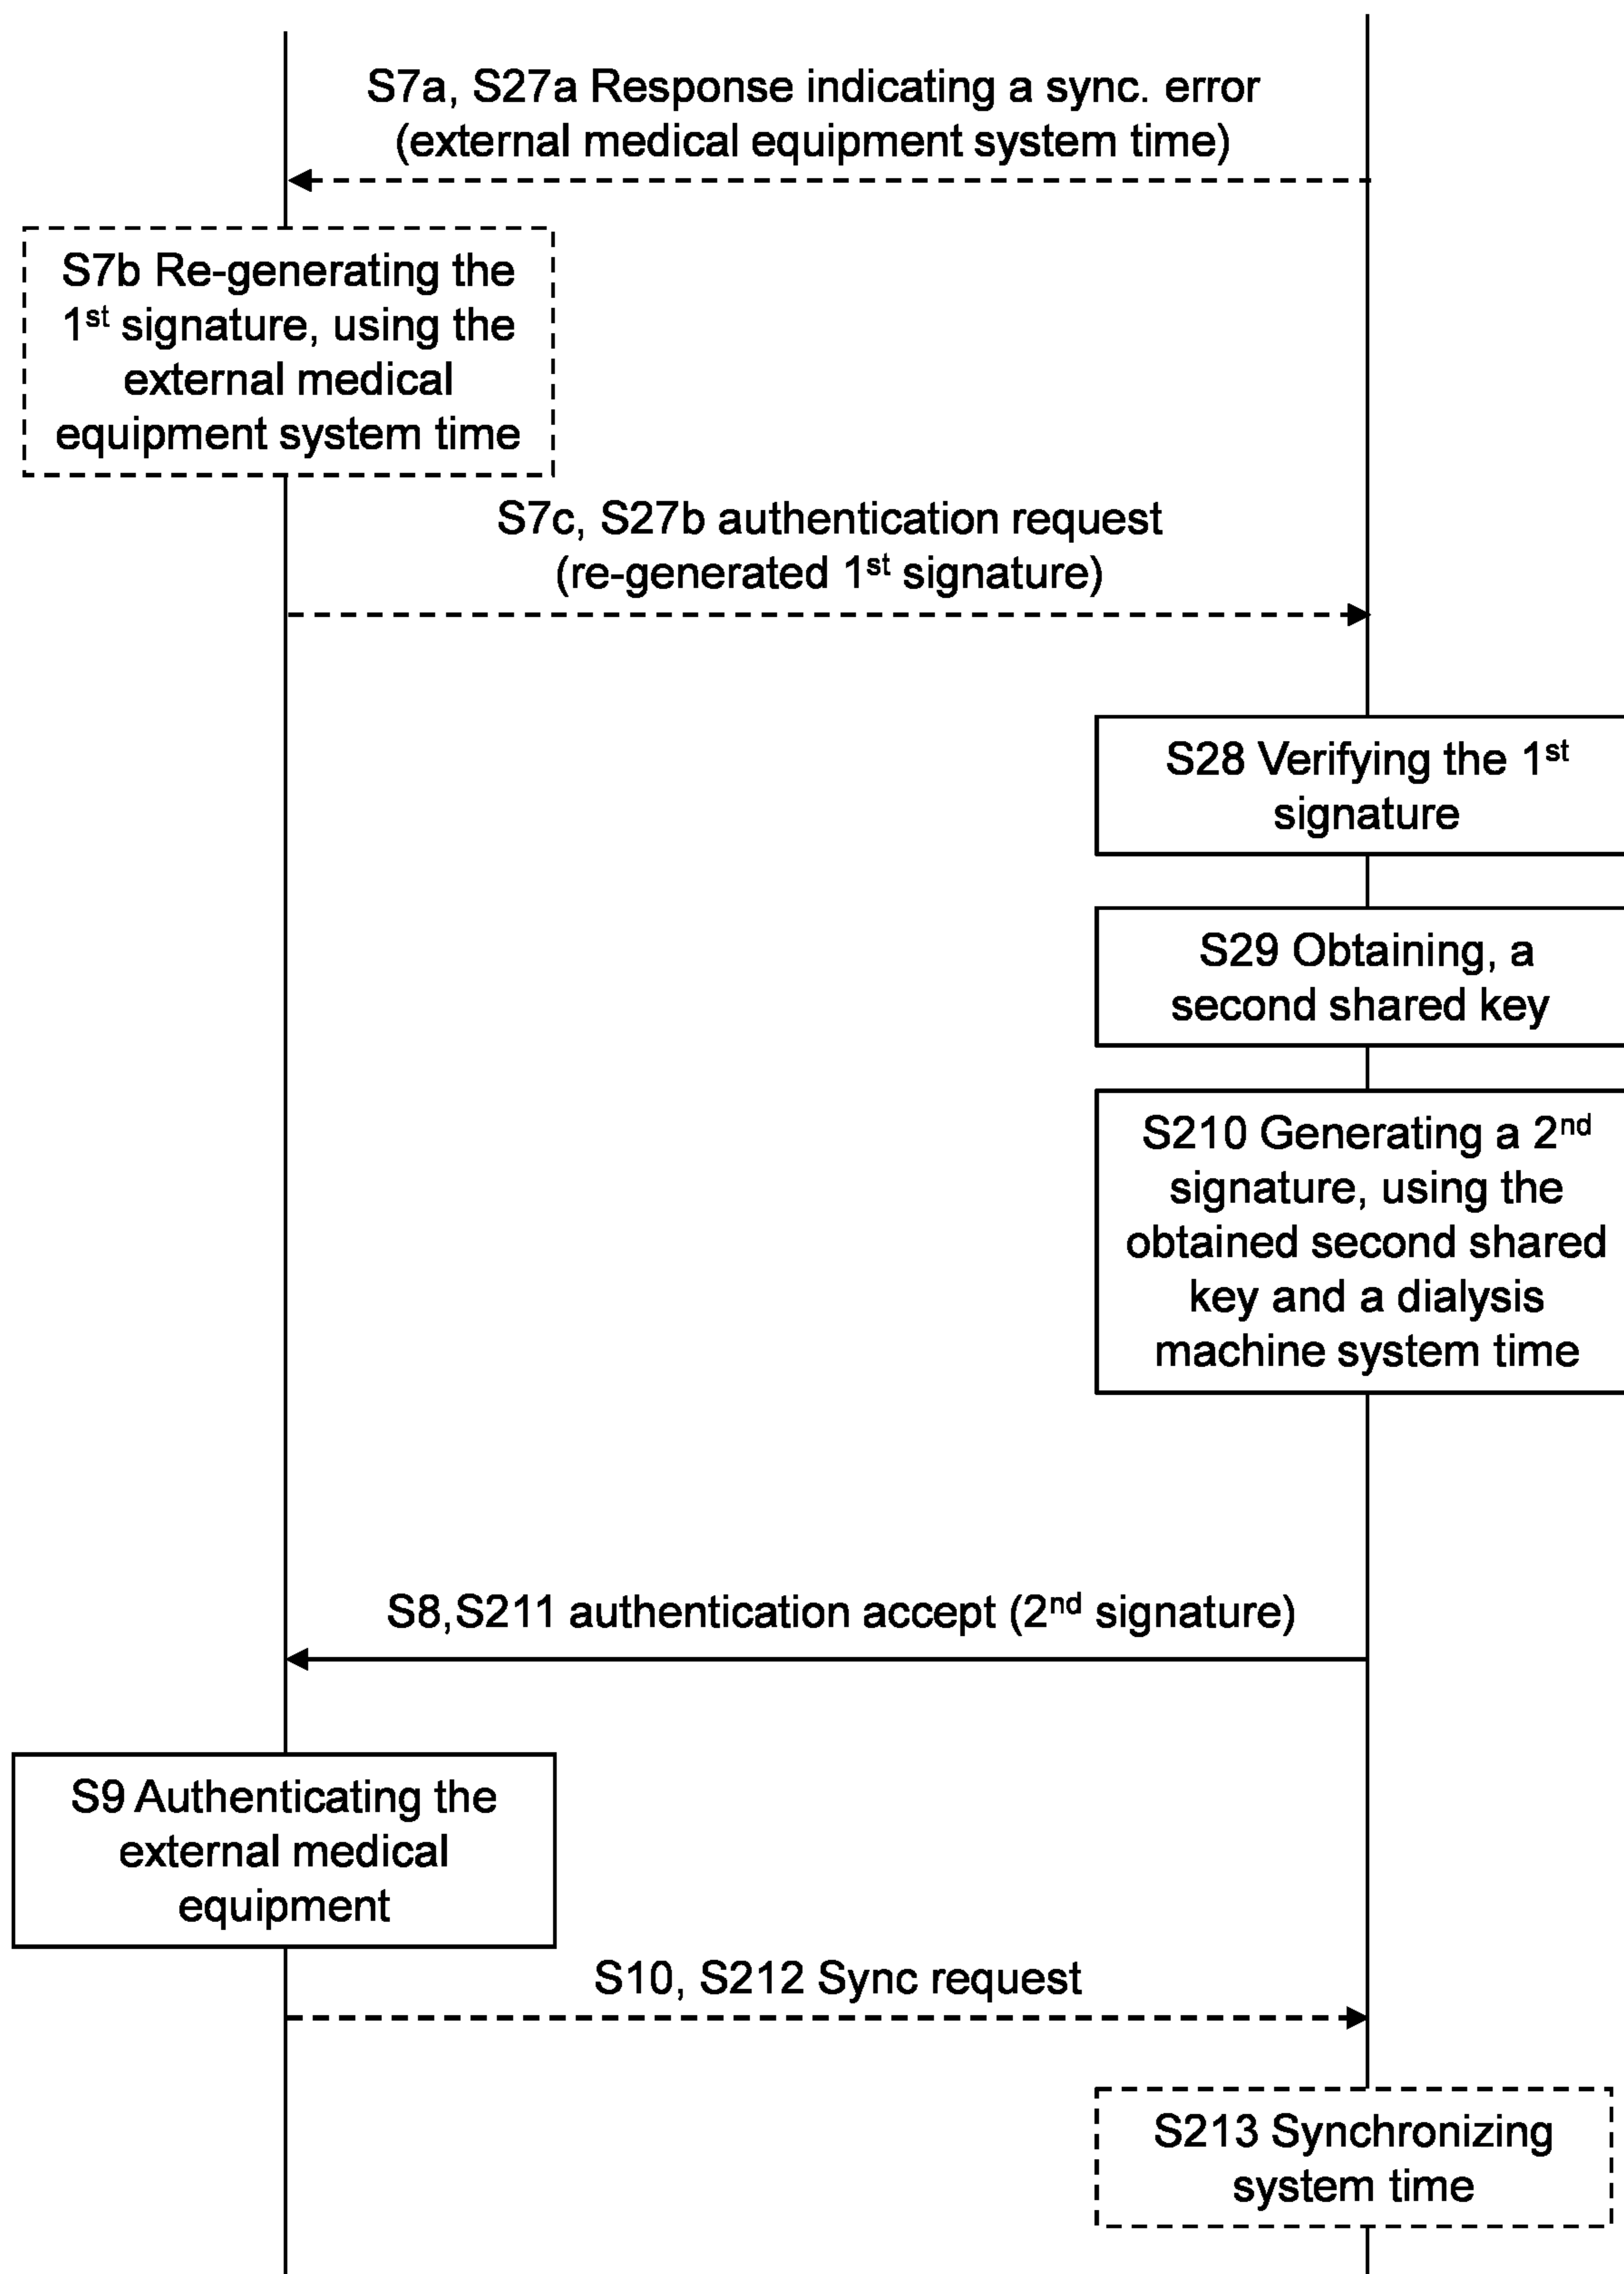 S7a, S27a Response indicating a sync. error
(external medical equipment system time)
S7b Re-generating the
1st signature, using the
external medical
equipment system time
S7c, S27b authentication request
(re-generated 1st signature)
S28 Verifying the 1st
signature
S29 Obtaining, a
second shared key
S210 Generating a 2nd
signature, using the
obtained second shared
key and a dialysis
machine system time
S8,S211 authentication accept (2nd signature)
S9 Authenticating the
external medical
equipment
S10, S212 Sync request
S213 Synchronizing
system time